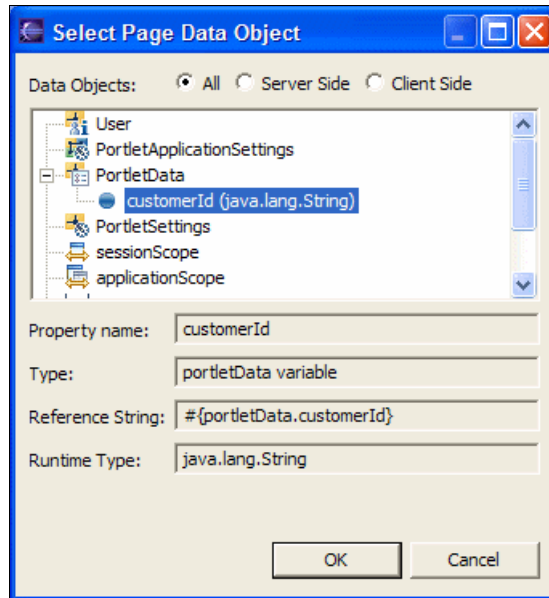 Select Page Data Object
Data Objects: All Server Side Client Side
User
PortletApplicationSettings
PortletData
customerId (java.lang.String)
PortletSettings
sessionScope
applicationScope
Property name: customerId
Type: portletData variable
Reference String: #{portletData.customerId}
Runtime Type: java.lang.String
OK Cancel